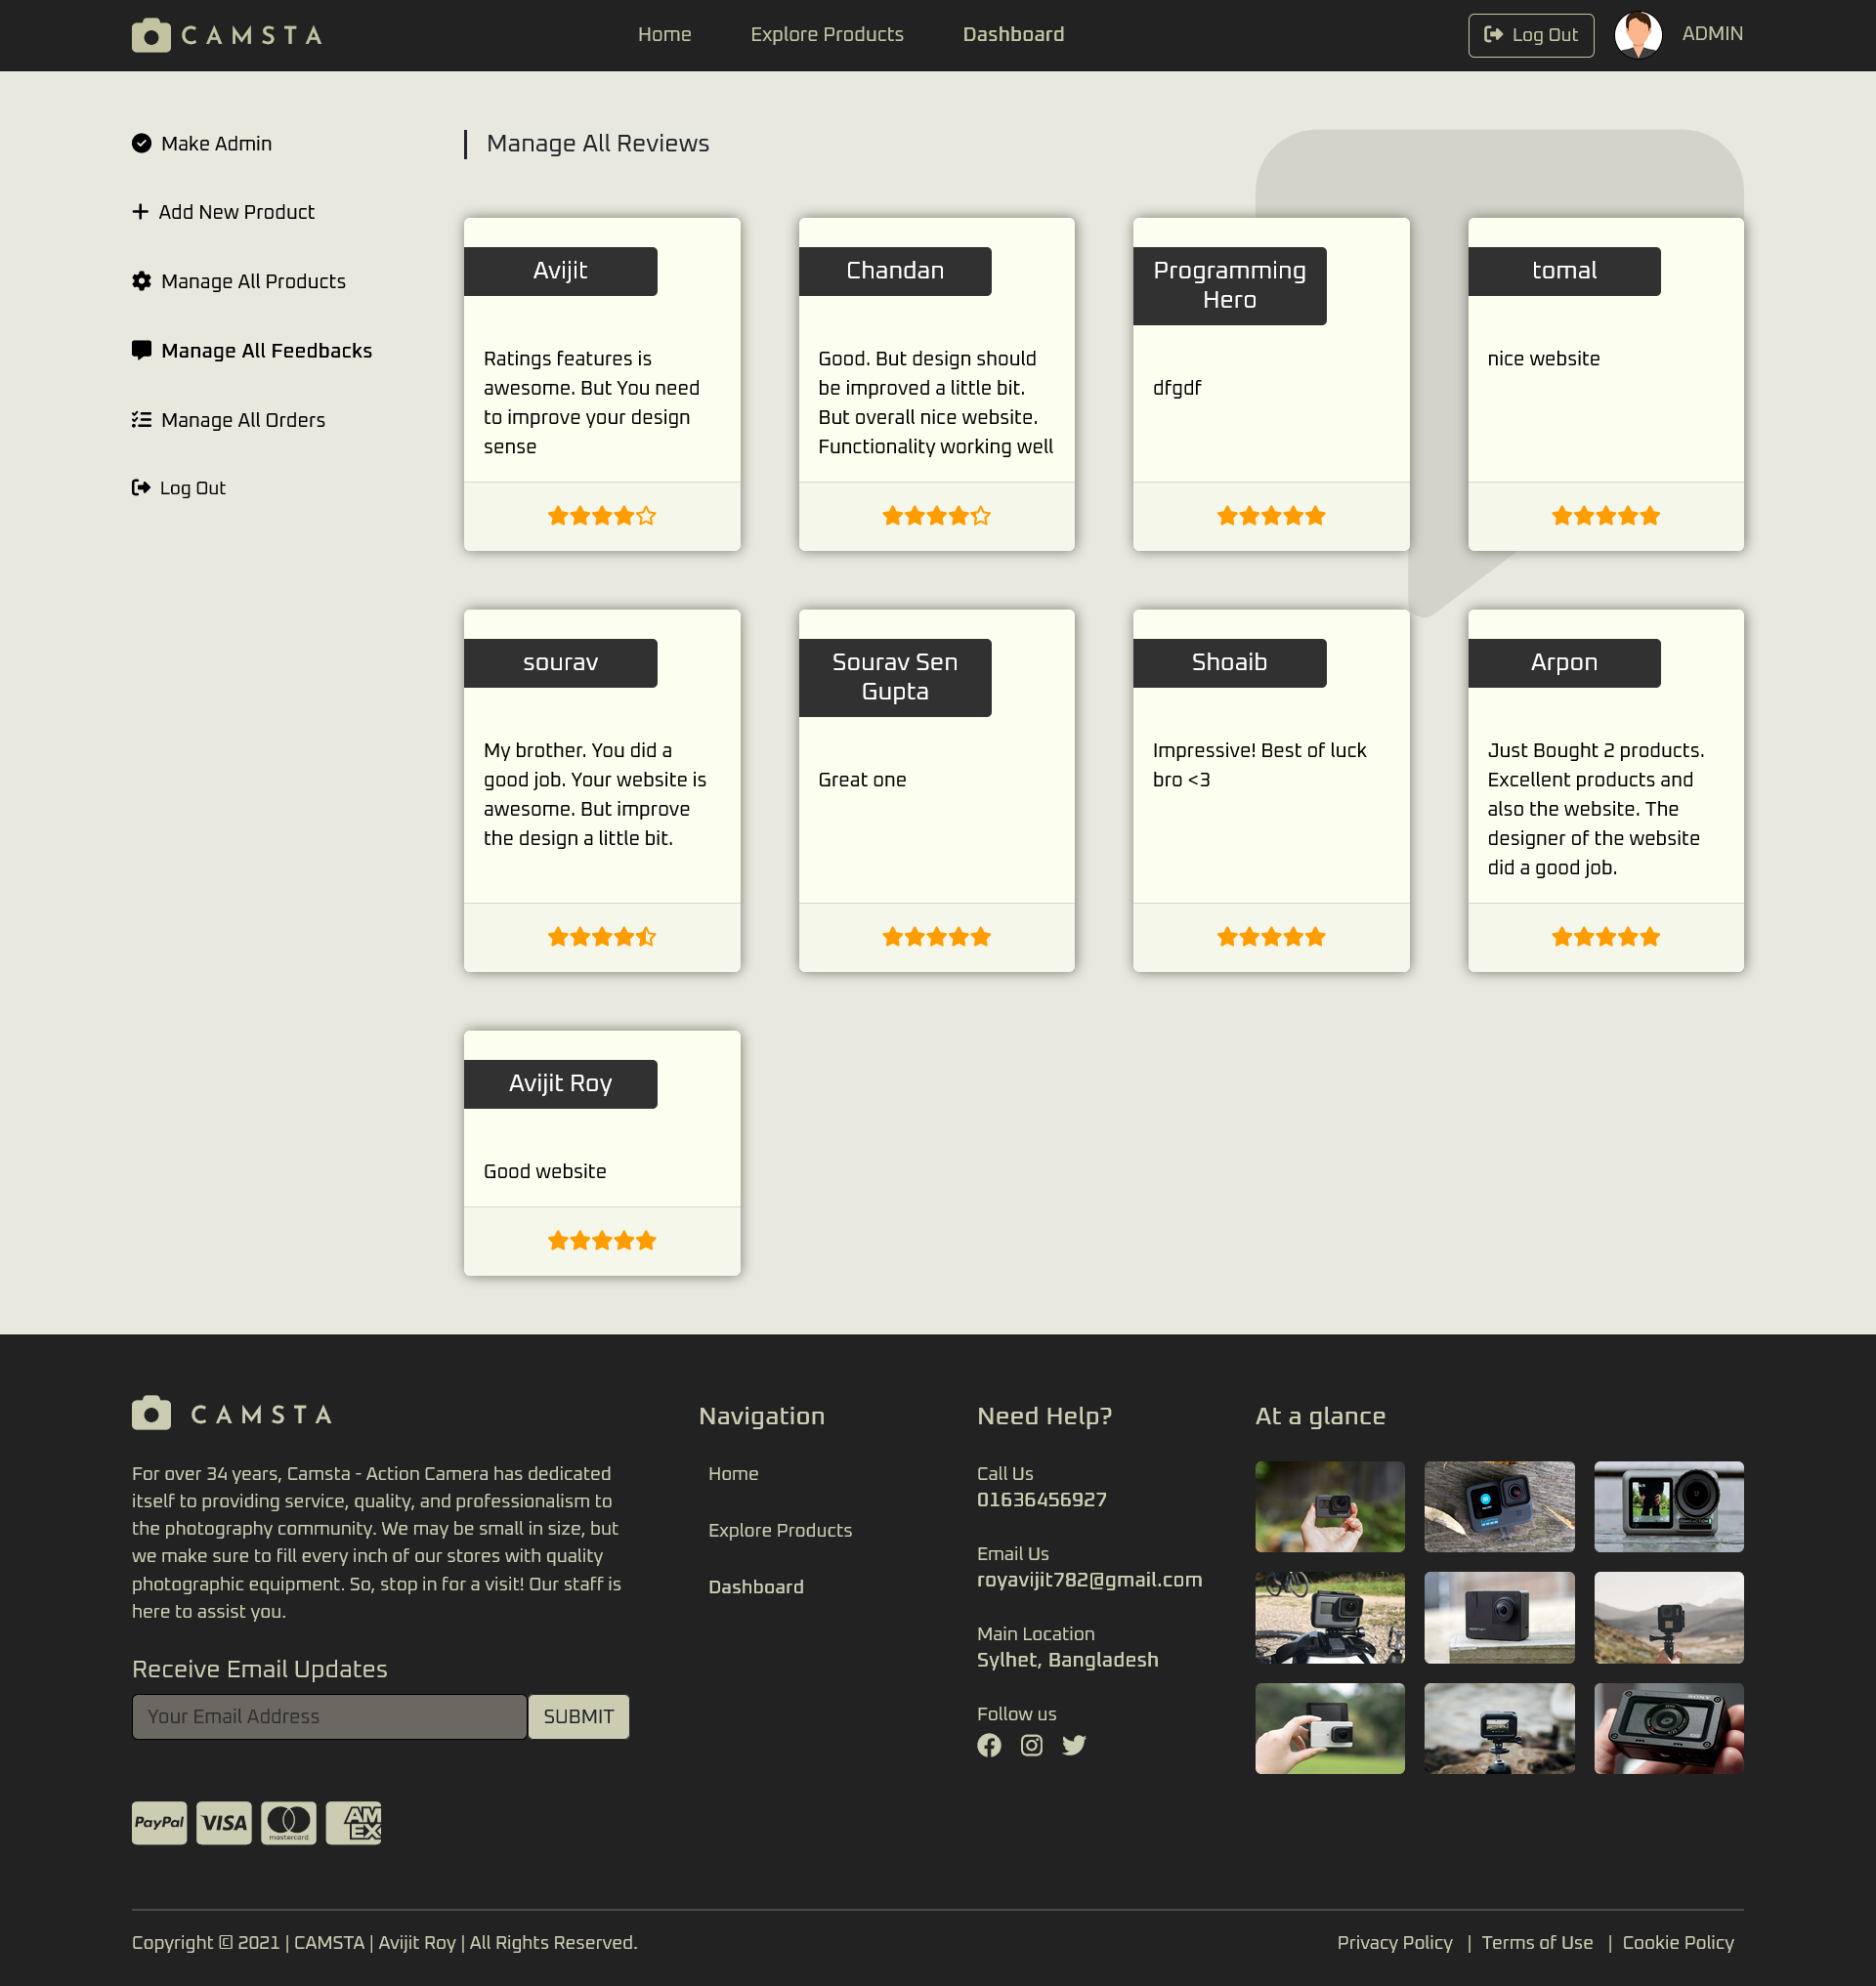 CAMSTA
Home
Explore Products
Dashboard
Log Out
ADMIN
Make Admin
Add New Product
Manage All Products
Manage All Feedbacks
Manage All Orders
Log Out
Manage All Reviews
Avijit
Ratings features is
awesome. But You need
to improve your design
sense
Chandan
Good. But design should
be improved a little bit.
But overall nice website.
Functionality working well
Programming
Hero
dfgdf
tomal
nice website
sourav
My brother. You did a
good job. Your website is
awesome. But improve
the design a little bit.
Sourav Sen
Gupta
Great one
Shoaib
Impressive! Best of luck
bro <3
Arpon
Just Bought 2 products.
Excellent products and
also the website. The
designer of the website
did a good job.
Avijit Roy
Good website
CAMSTA
For over 34 years, Camsta - Action Camera has dedicated
itself to providing service, quality, and professionalism to
the photography community. We may be small in size, but
we make sure to fill every inch of our stores with quality
photographic equipment. So, stop in for a visit! Our staff is
here to assist you.
Receive Email Updates
Your Email Address
SUBMIT
PayPal
VISA
mastercard
AM
EX
Navigation
Home
Explore Products
Dashboard
Need Help?
Call Us
01636456927
Email Us
royavijit782@gmail.com
Main Location
Sylhet, Bangladesh
Follow us
At a glance
SONY
Copyright © 2021 | CAMSTA | Avijit Roy | All Rights Reserved.
Privacy Policy | Terms of Use | Cookie Policy